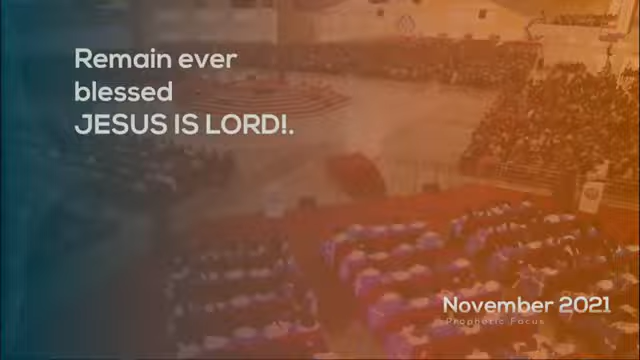 Remain ever
blessed
JESUS IS LORD!.
November 2021
Prophetic Focus